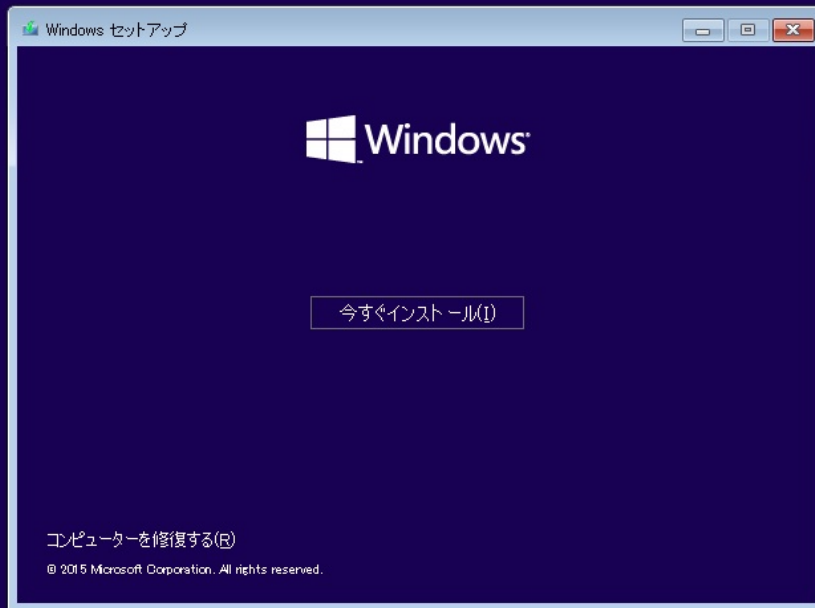 Windows セットアップ
Windows
今すぐインストール(I)
コンピューターを修復する(R)
© 2015 Microsoft Corporation. All rights reserved.